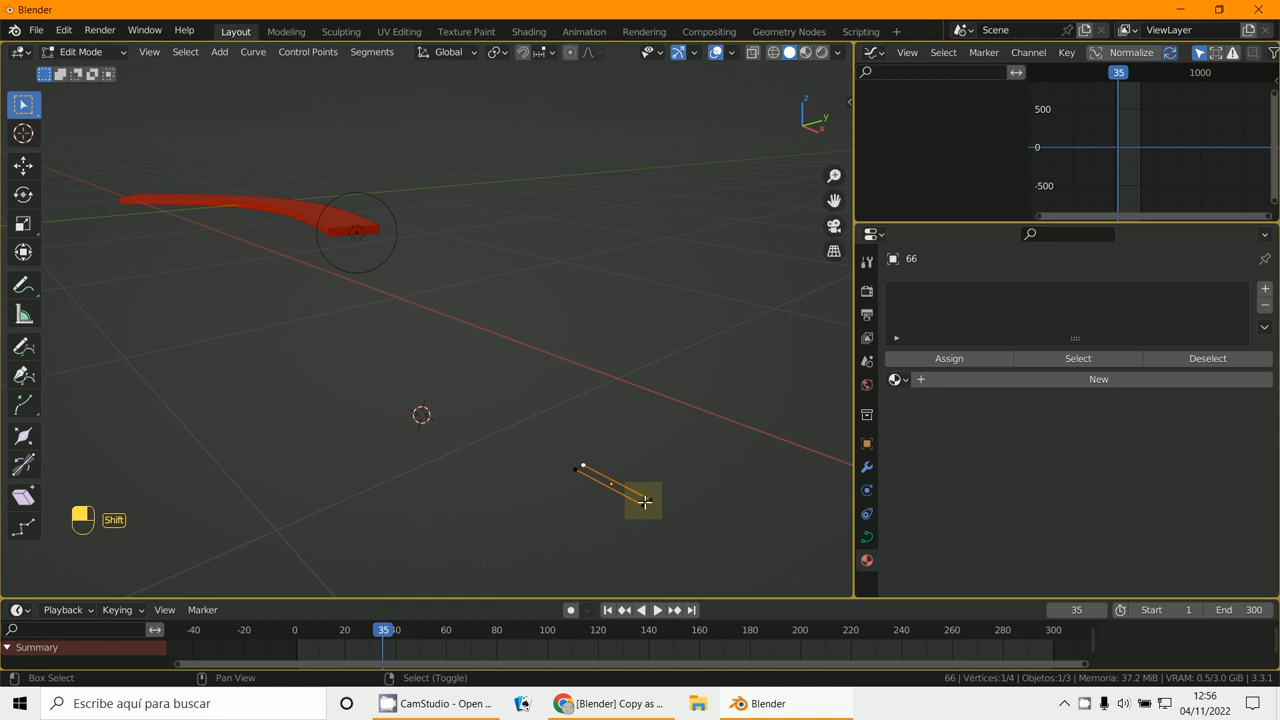 Blender
File Edit Render Window Help Layout Modeling Sculpting UV Editing Texture Paint Shading Animation Rendering Compositing Geometry Nodes Scripting + Scene ViewLayer
Edit Mode View Select Add Curve Control Points Segments Global View Select Marker Channel Key Normalize
35 1000
500
0
-500
z
y
x
66
Assign Select Deselect
New
Shift
Playback Keying View Marker 35 Start 1 End 300
-40 -20 0 20 35 40 60 80 100 120 140 160 180 200 220 240 260 280 300
Summary
Box Select Pan View Select (Toggle) 66 | Vértices:1/4 | Objetos:1/3 | Memoria: 37.2 MiB | VRAM: 0.5/3.0 GiB | 3.3.1
Escribe aquí para buscar CamStudio - Open ... [Blender] Copy as ... Blender 12:56
04/11/2022